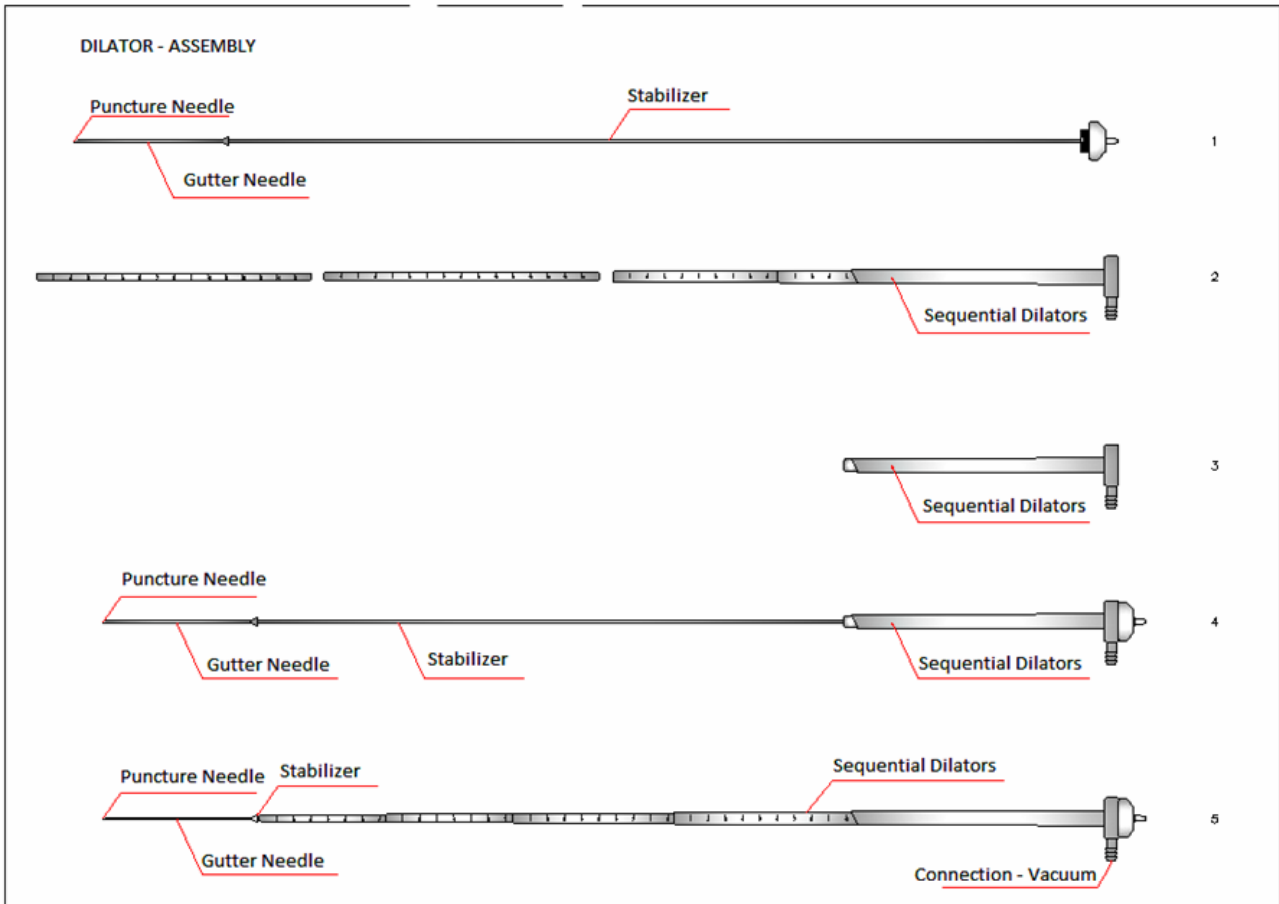 DILATOR - ASSEMBLY
Puncture Needle
Stabilizer
1
Gutter Needle
2
Sequential Dilators
3
Sequential Dilators
Puncture Needle
4
Gutter Needle
Stabilizer
Sequential Dilators
Puncture Needle
Stabilizer
Sequential Dilators
5
Gutter Needle
Connection - Vacuum